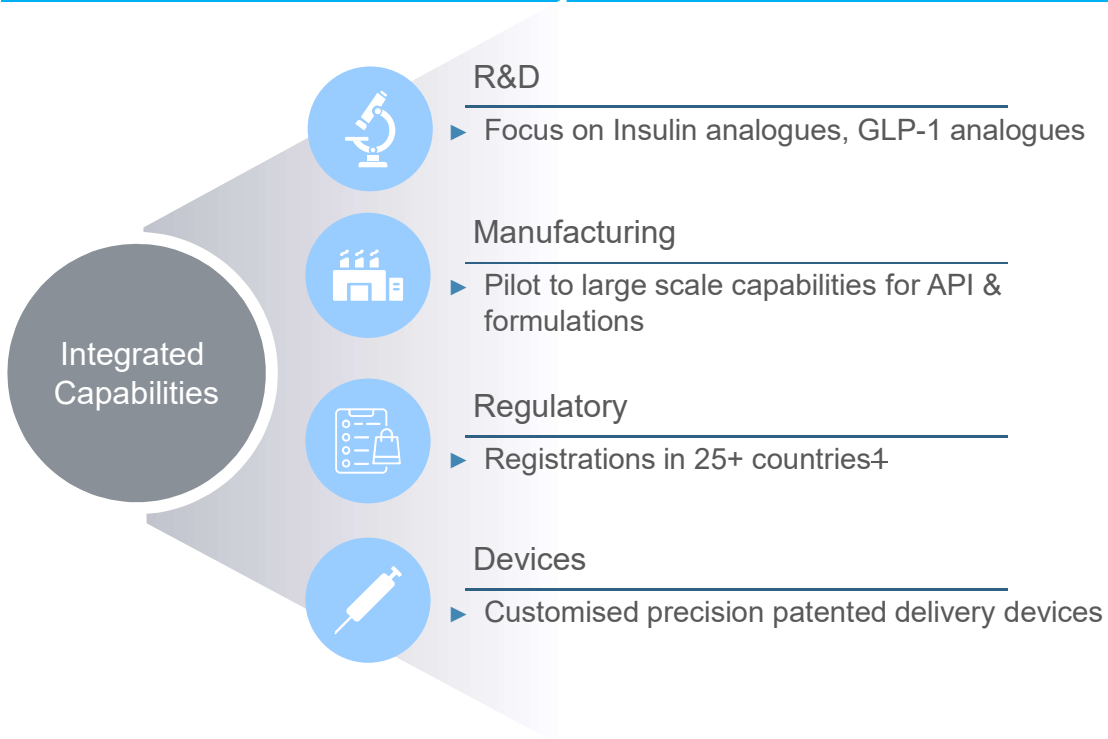 R&D
► Focus on Insulin analogues, GLP-1 analogues
Manufacturing
► Pilot to large scale capabilities for API &
formulations
Integrated
Capabilities
Regulatory
► Registrations in 25+ countries1
Devices
► Customised precision patented delivery devices